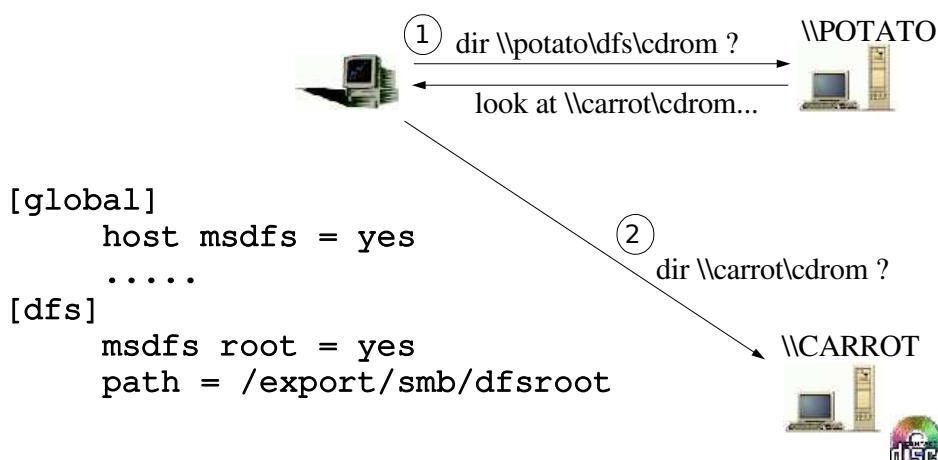 1 dir \\potato\dfs\cdrom ?
\\POTATO
look at \\carrot\cdrom...
[global]
host msdfs = yes
.....
[dfs]
msdfs root = yes
path = /export/smb/dfsroot
2
dir \\carrot\cdrom ?
\\CARROT
disc